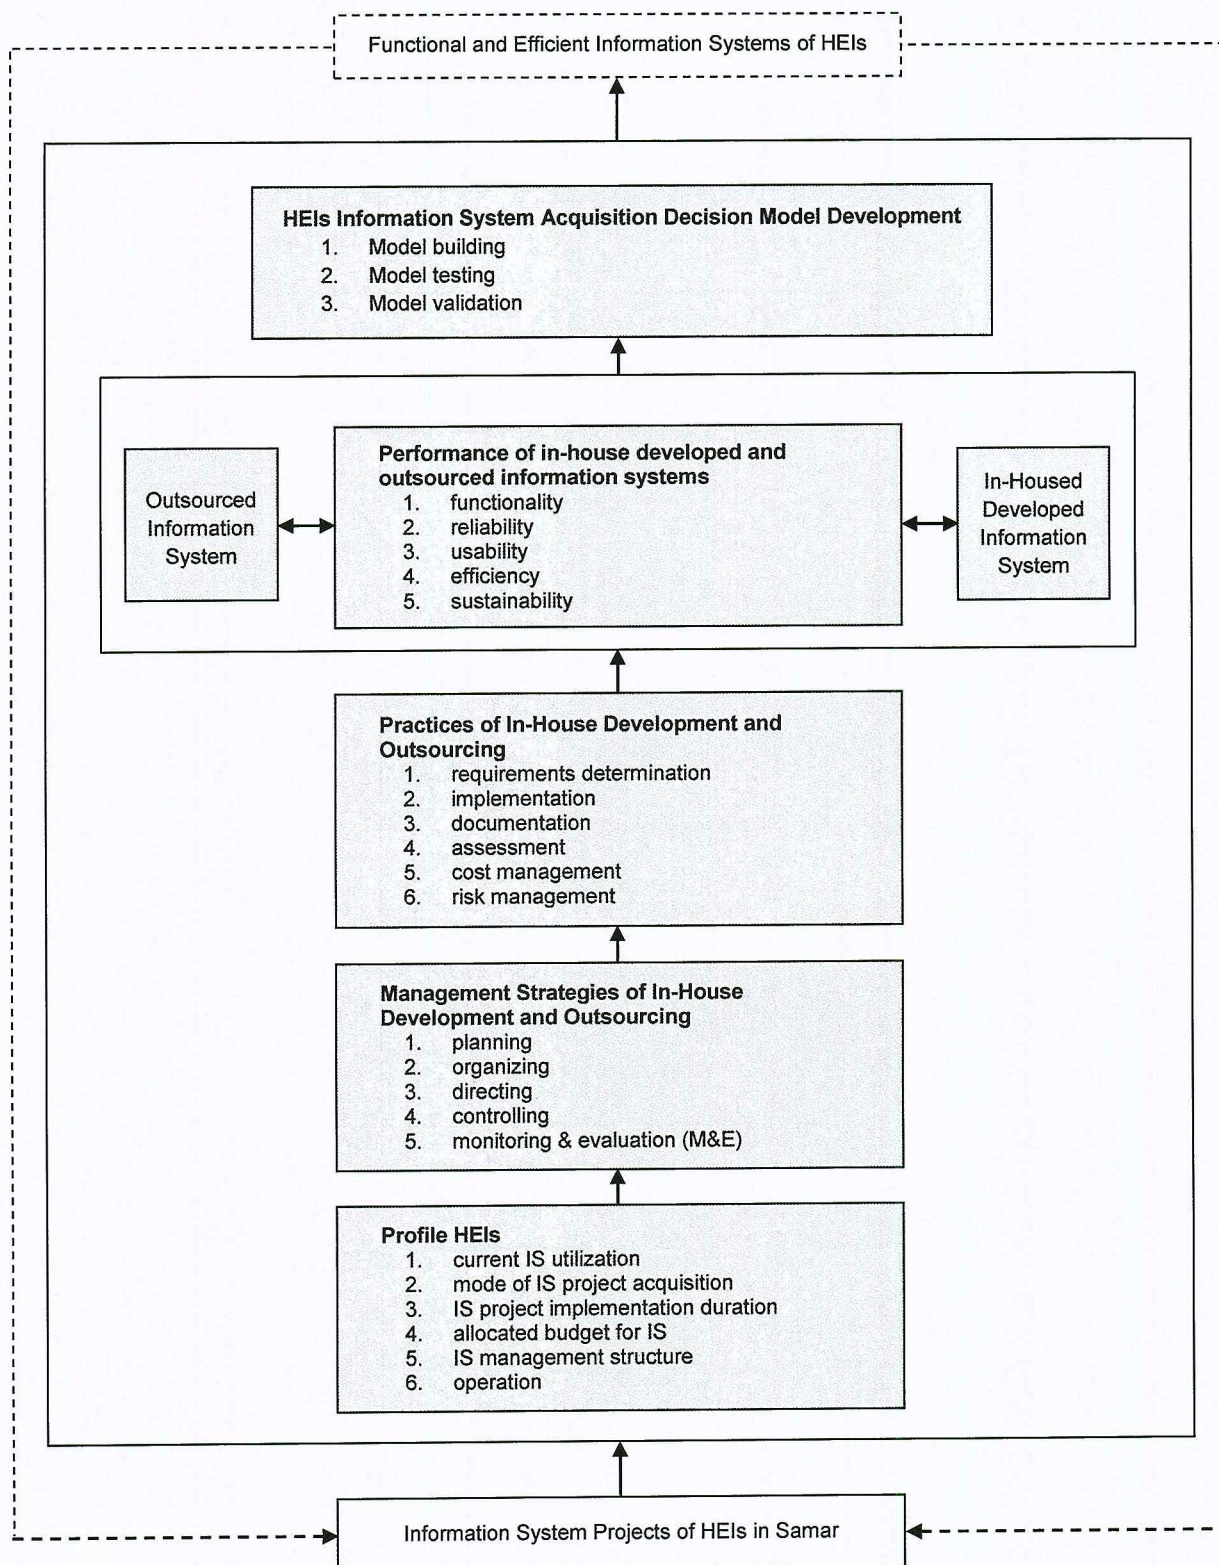 Functional and Efficient Information Systems of HEIs
HEIs Information System Acquisition Decision Model Development
1. Model building
2. Model testing
3. Model validation
Outsourced
Information
System
Performance of in-house developed and
outsourced information systems
1. functionality
2. reliability
3. usability
4. efficiency
5. sustainability
In-Housed
Developed
Information
System
Practices of In-House Development and
Outsourcing
1. requirements determination
2. implementation
3. documentation
4. assessment
5. cost management
6. risk management
Management Strategies of In-House
Development and Outsourcing
1. planning
2. organizing
3. directing
4. controlling
5. monitoring & evaluation (M&E)
Profile HEIs
1. current IS utilization
2. mode of IS project acquisition
3. IS project implementation duration
4. allocated budget for IS
5. IS management structure
6. operation
Information System Projects of HEIs in Samar